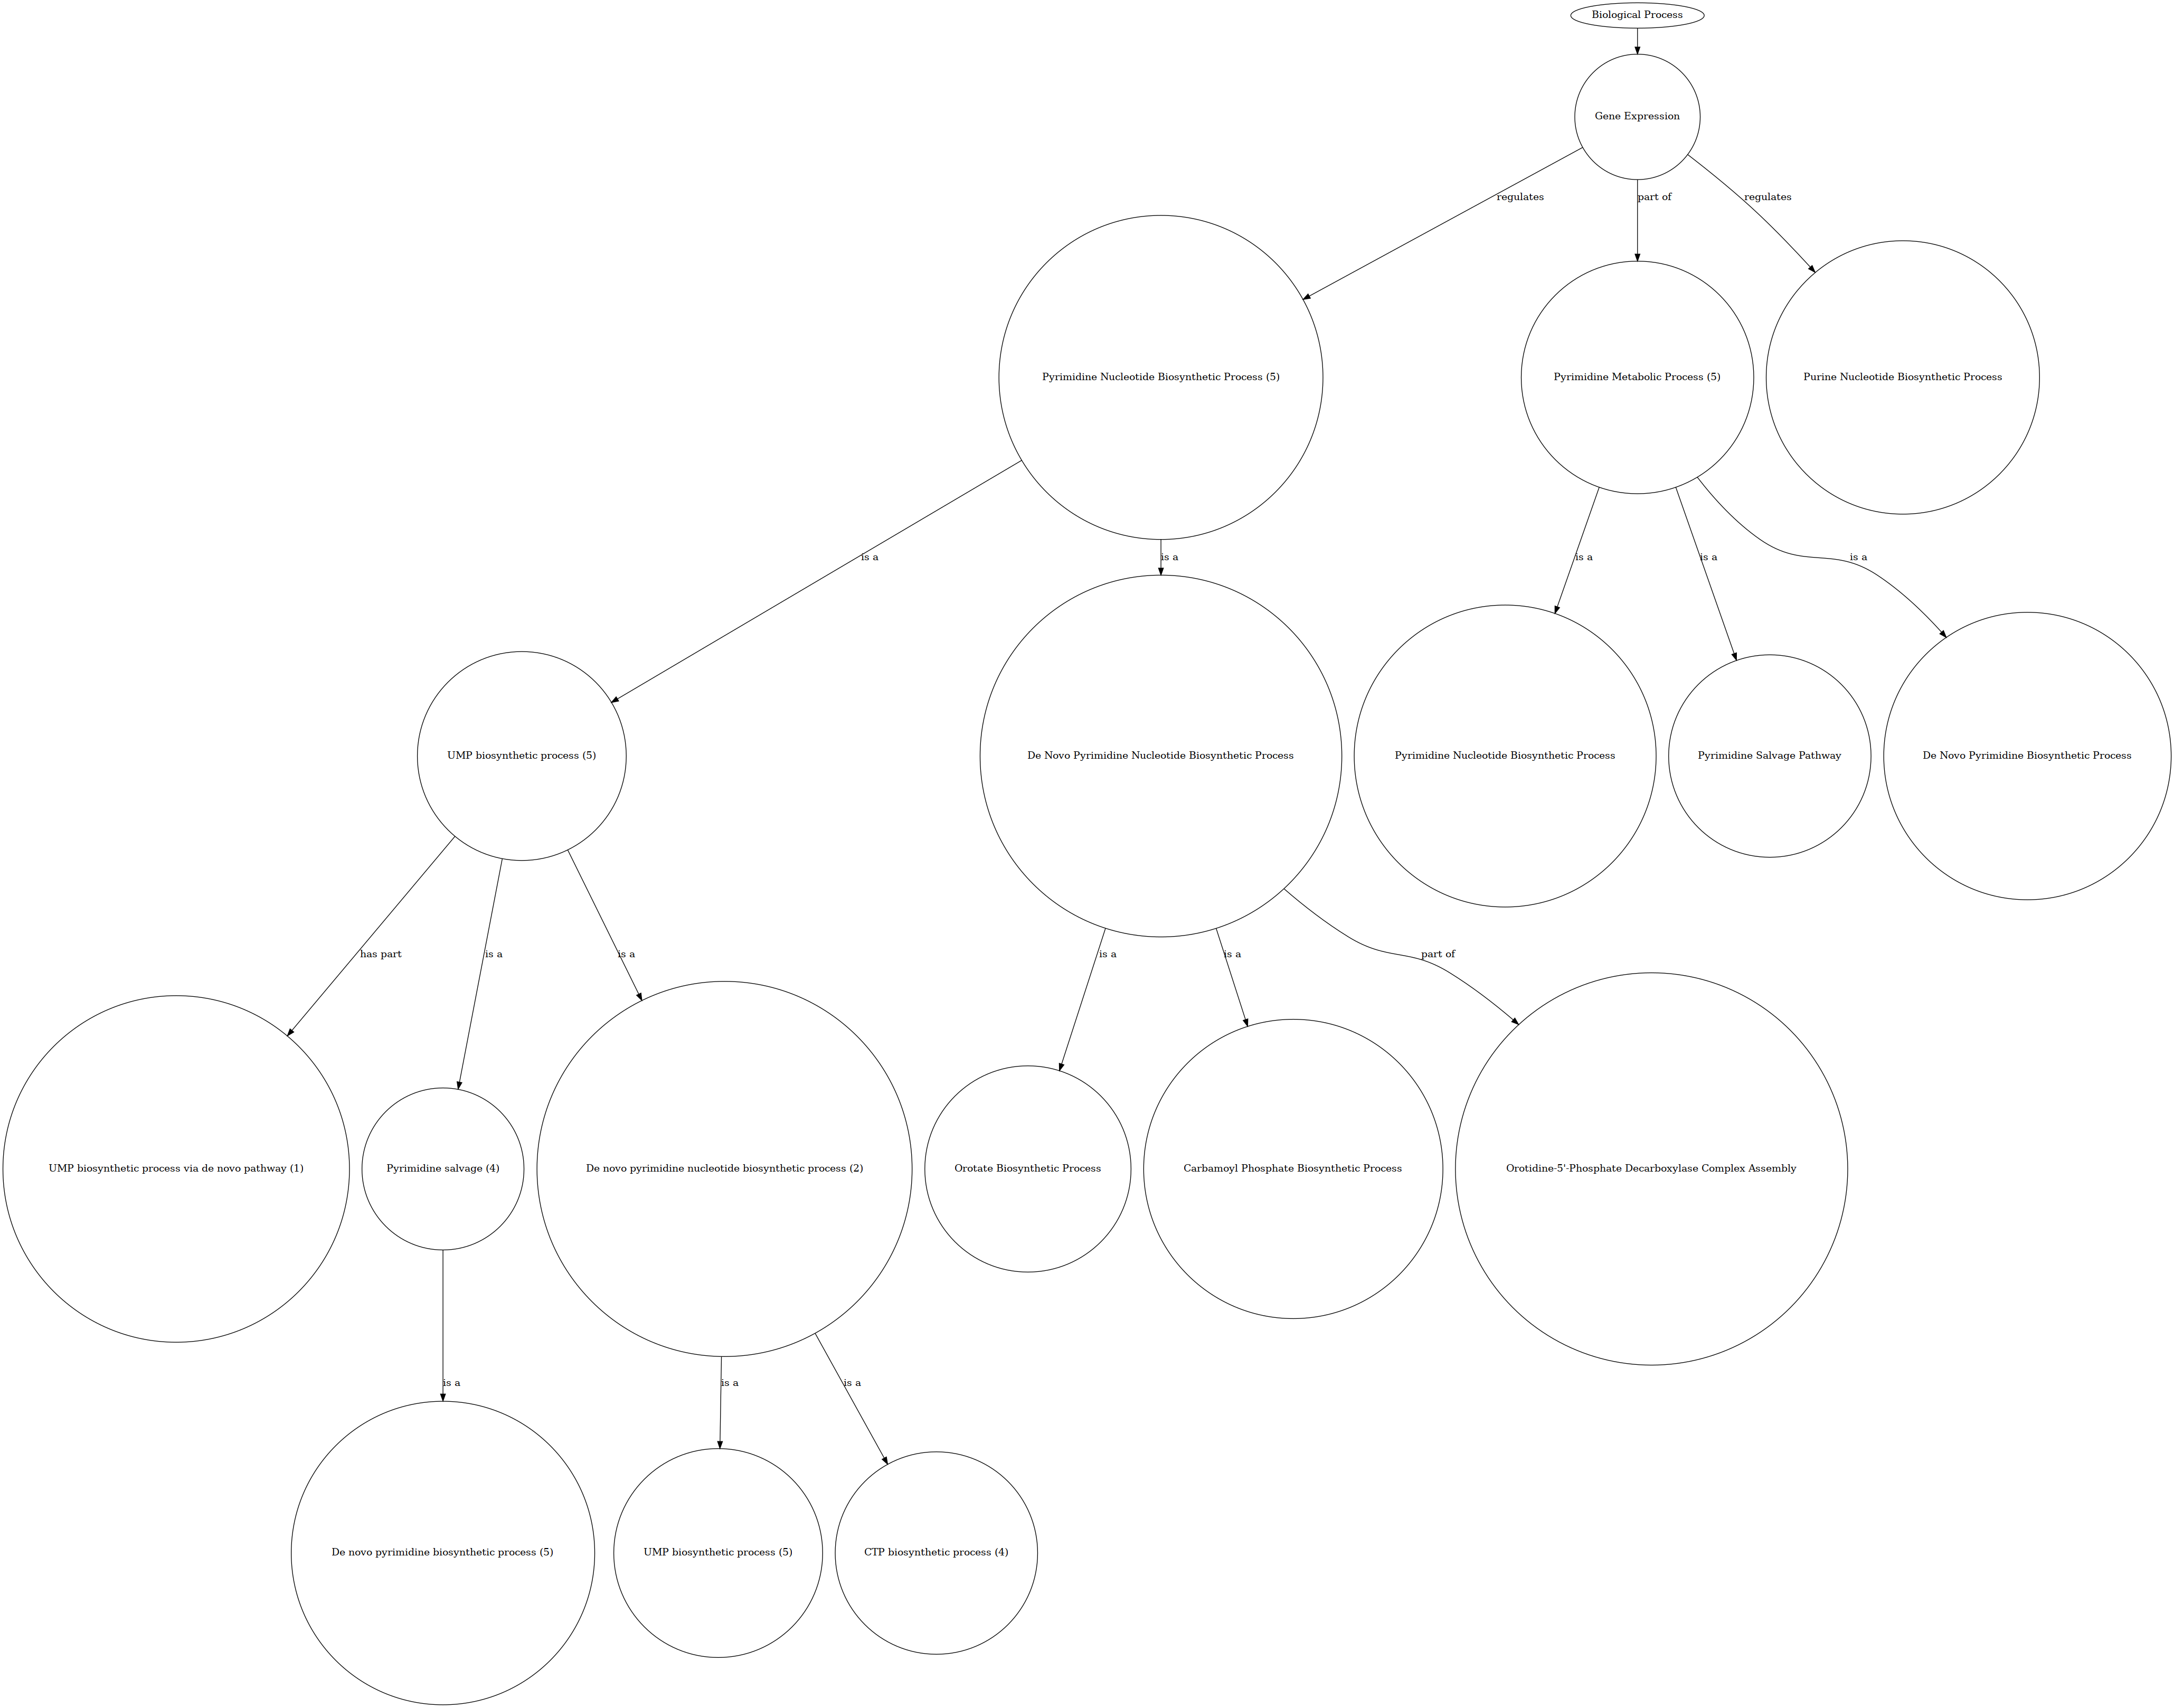 Biological Process
Gene Expression
regulates
part of
regulates
Pyrimidine Nucleotide Biosynthetic Process (5)
Pyrimidine Metabolic Process (5)
Purine Nucleotide Biosynthetic Process
is a
is a
is a
is a
is a
UMP biosynthetic process (5)
De Novo Pyrimidine Nucleotide Biosynthetic Process
Pyrimidine Nucleotide Biosynthetic Process
Pyrimidine Salvage Pathway
De Novo Pyrimidine Biosynthetic Process
has part
is a
is a
is a
is a
part of
UMP biosynthetic process via de novo pathway (1)
Pyrimidine salvage (4)
De novo pyrimidine nucleotide biosynthetic process (2)
Orotate Biosynthetic Process
Carbamoyl Phosphate Biosynthetic Process
Orotidine-5'-Phosphate Decarboxylase Complex Assembly
is a
is a
is a
De novo pyrimidine biosynthetic process (5)
UMP biosynthetic process (5)
CTP biosynthetic process (4)